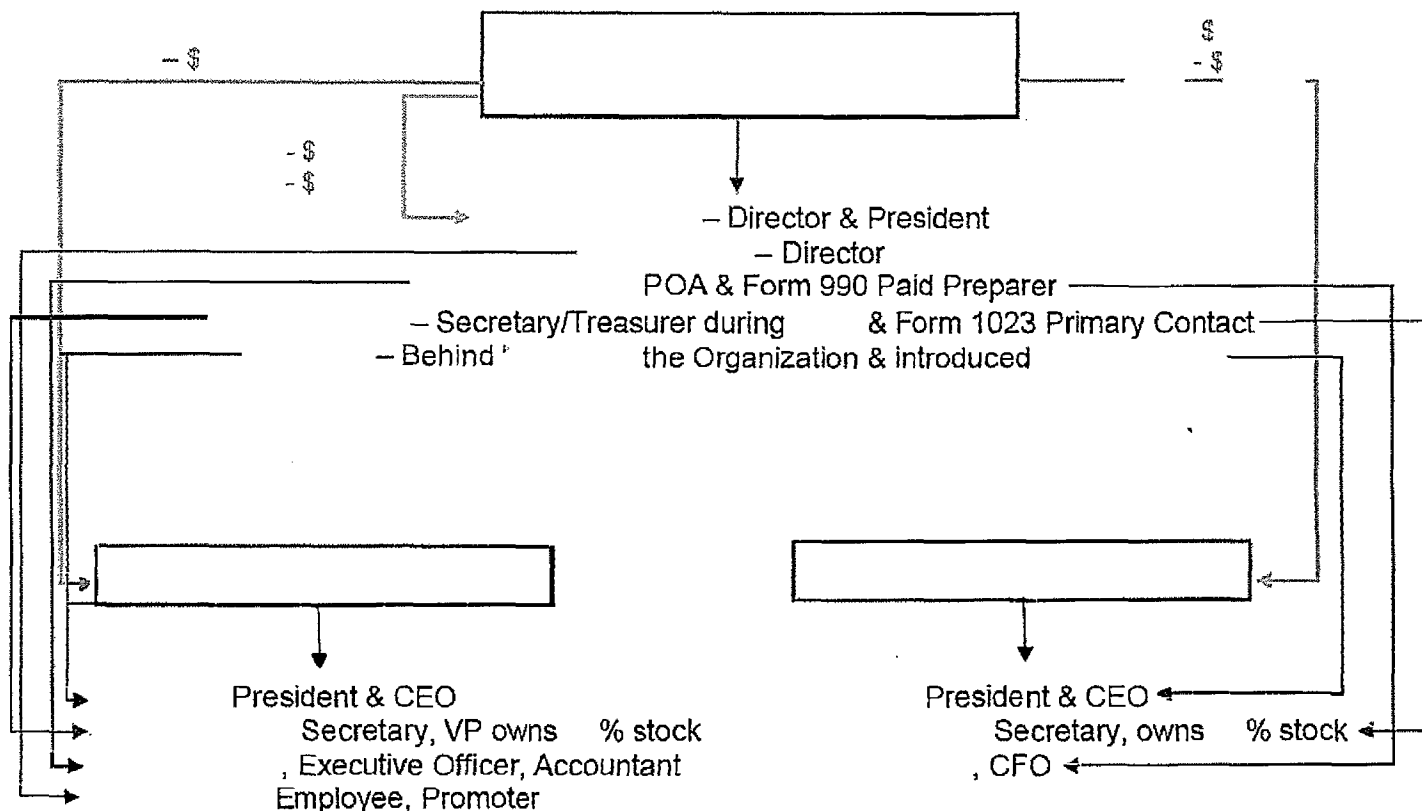 – $
$
- $
- $
- $
– Director & President
– Director
POA & Form 990 Paid Preparer
– Secretary/Treasurer during & Form 1023 Primary Contact
– Behind the Organization & introduced
President & CEO
Secretary, VP owns % stock
, Executive Officer, Accountant
Employee, Promoter
President & CEO
Secretary, owns % stock
, CFO